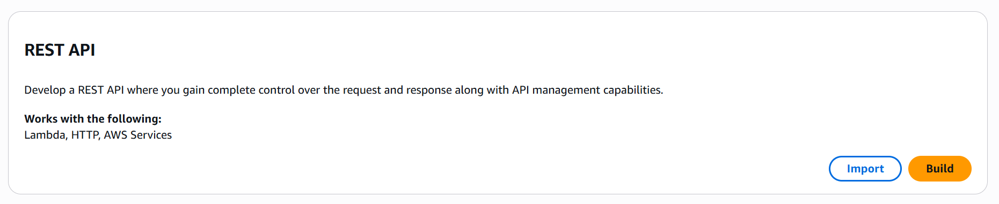 REST API
Develop a REST API where you gain complete control over the request and response along with API management capabilities.
Works with the following:
Lambda, HTTP, AWS Services
Import
Build